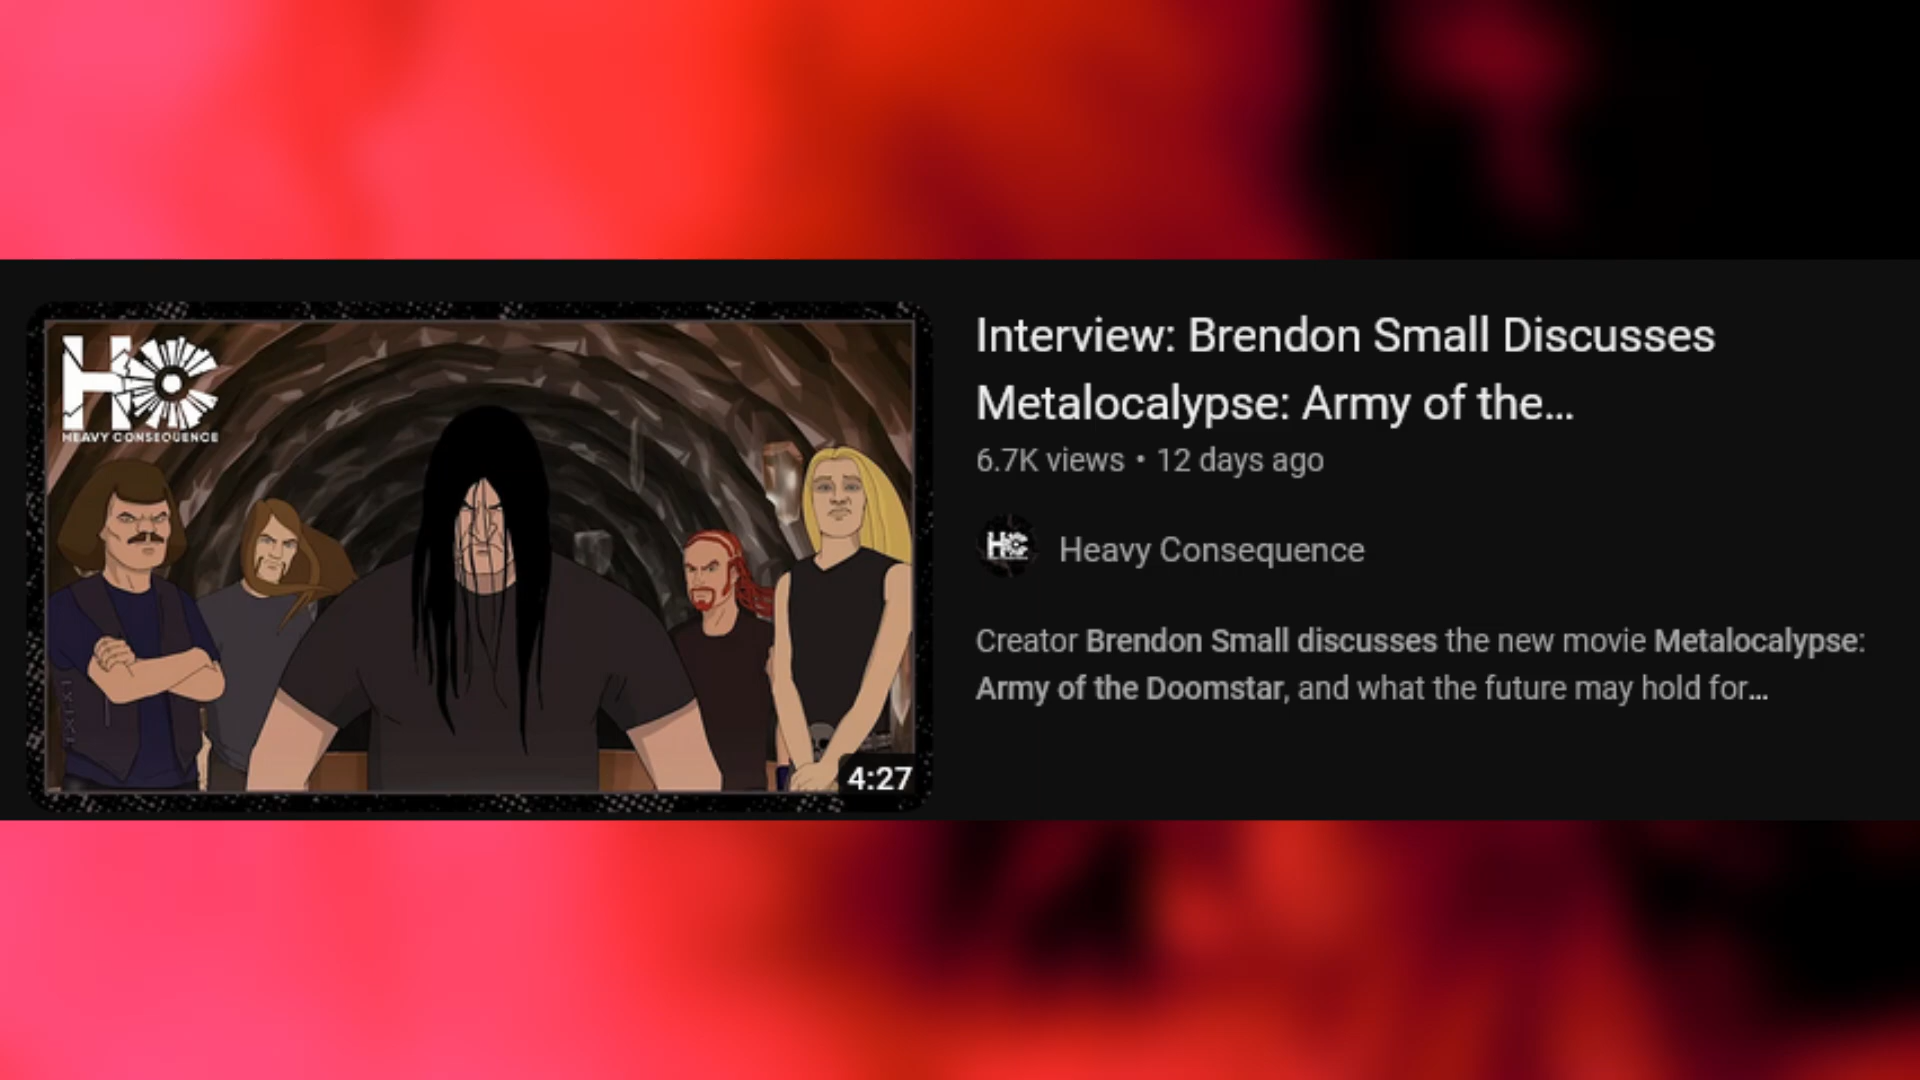 HC
HEAVY CONSEQUENCE
4:27
Interview: Brendon Small Discusses
Metalocalypse: Army of the...
6.7K views • 12 days ago
HC
Heavy Consequence
Creator Brendon Small discusses the new movie Metalocalypse:
Army of the Doomstar, and what the future may hold for...